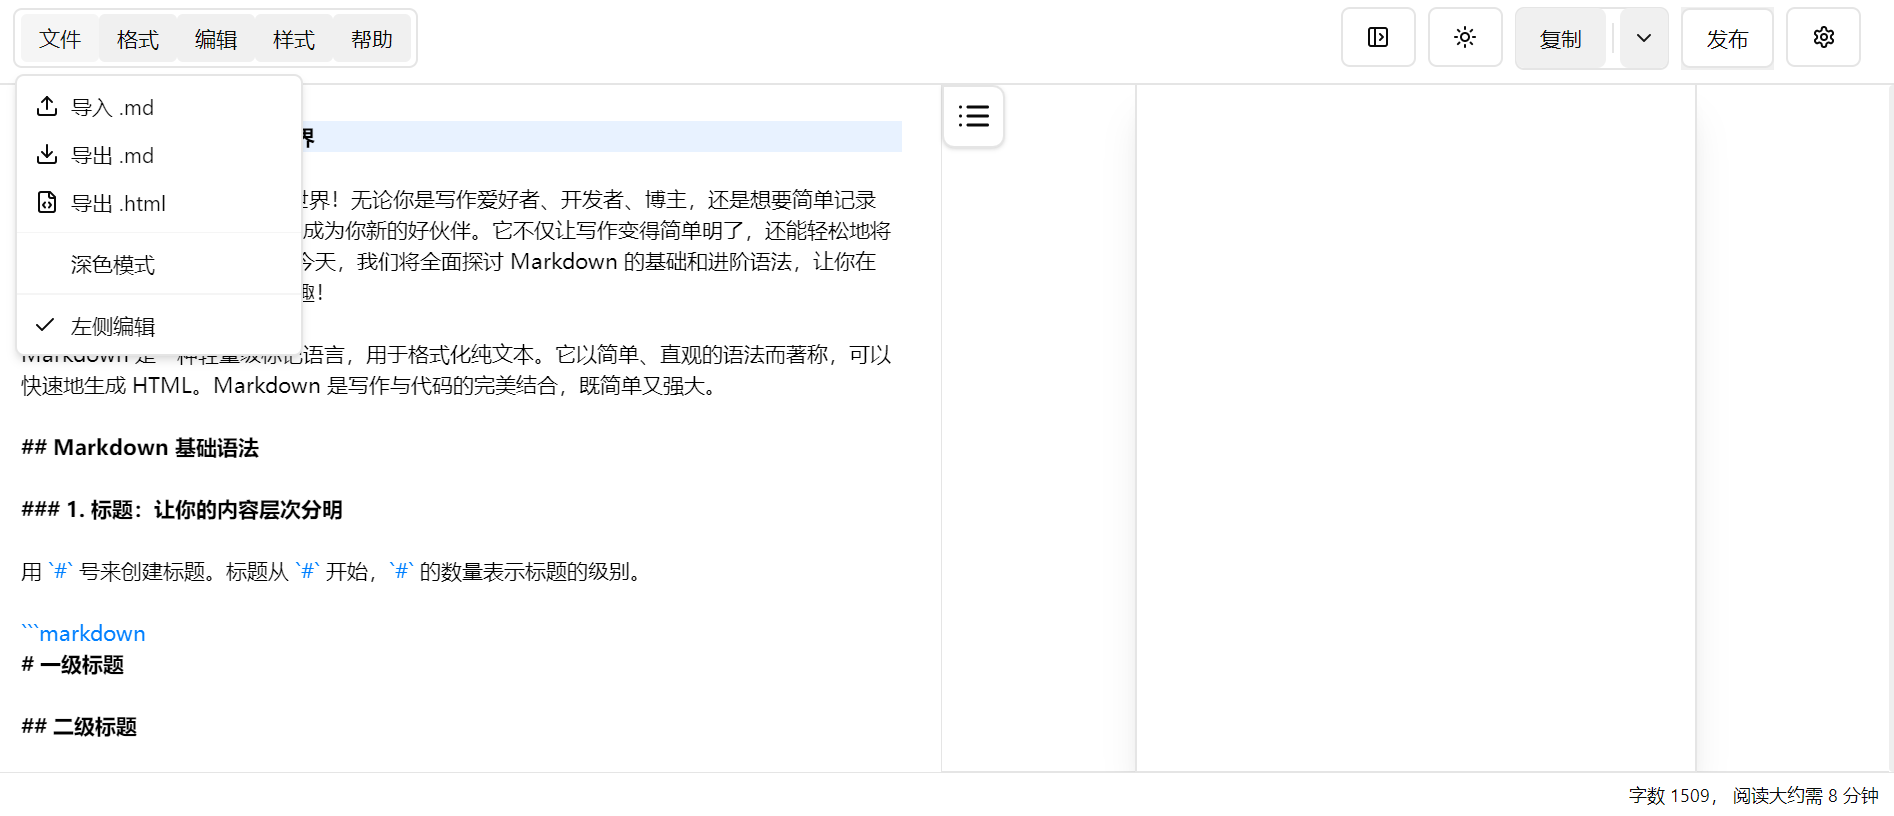 文件 格式 编辑 样式 帮助 复制 发布
导入 .md
导出 .md
导出 .html
深色模式
左侧编辑
界
世界！无论你是写作爱好者、开发者、博主，还是想要简单记录
成为你新的好伙伴。它不仅让写作变得简单明了，还能轻松地将
今天，我们将全面探讨 Markdown 的基础和进阶语法，让你在
趣！
Markdown 是一种轻量级标记语言，用于格式化纯文本。它以简单、直观的语法而著称，可以
快速地生成 HTML。Markdown 是写作与代码的完美结合，既简单又强大。
## Markdown 基础语法
### 1. 标题：让你的内容层次分明
用 `#` 号来创建标题。标题从 `#` 开始，`#` 的数量表示标题的级别。
```markdown
# 一级标题
## 二级标题
字数 1509， 阅读大约需 8 分钟